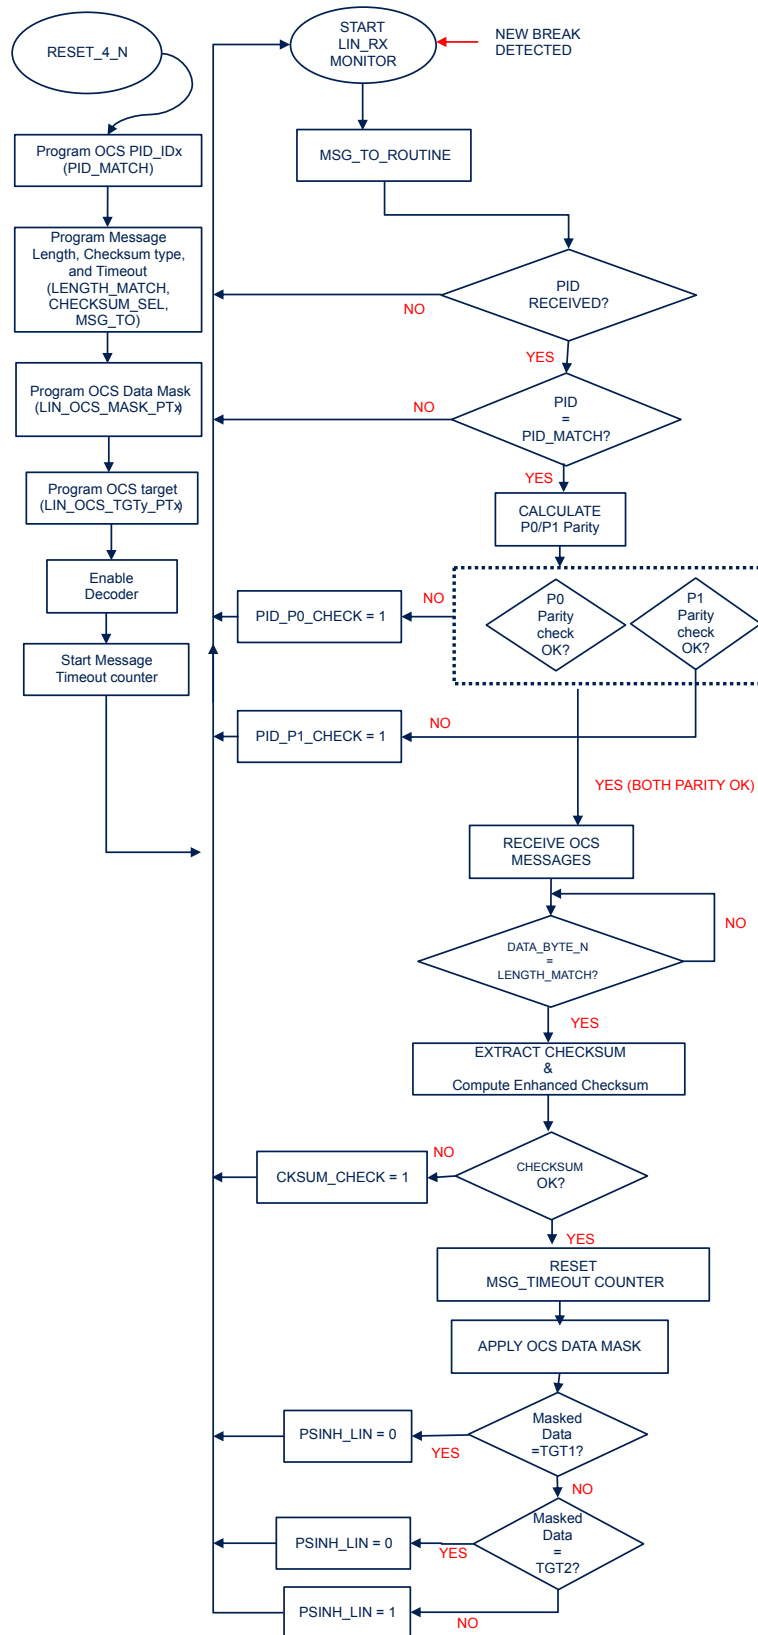 RESET_4_N
START
LIN_RX
MONITOR
NEW BREAK
DETECTED
Program OCS PID_IDx
(PID_MATCH)
MSG_TO_ROUTINE
Program Message
Length, Checksum type,
and Timeout
(LENGTH_MATCH,
CHECKSUM_SEL,
MSG_TO)
PID
RECEIVED?
NO
YES
Program OCS Data Mask
(LIN_OCS_MASK_PTx)
PID
=
PID_MATCH?
NO
YES
Program OCS target
(LIN_OCS_TGTy_PTx)
CALCULATE
P0/P1 Parity
Enable
Decoder
PID_P0_CHECK = 1
NO
P0
Parity
check
OK?
P1
Parity
check
OK?
Start Message
Timeout counter
PID_P1_CHECK = 1
NO
YES (BOTH PARITY OK)
RECEIVE OCS
MESSAGES
DATA_BYTE_N
=
LENGTH_MATCH?
NO
YES
EXTRACT CHECKSUM
&
Compute Enhanced Checksum
CKSUM_CHECK = 1
NO
CHECKSUM
OK?
YES
RESET
MSG_TIMEOUT COUNTER
APPLY OCS DATA MASK
PSINH_LIN = 0
YES
Masked
Data
=TGT1?
NO
PSINH_LIN = 0
YES
Masked
Data
=
TGT2?
PSINH_LIN = 1
NO